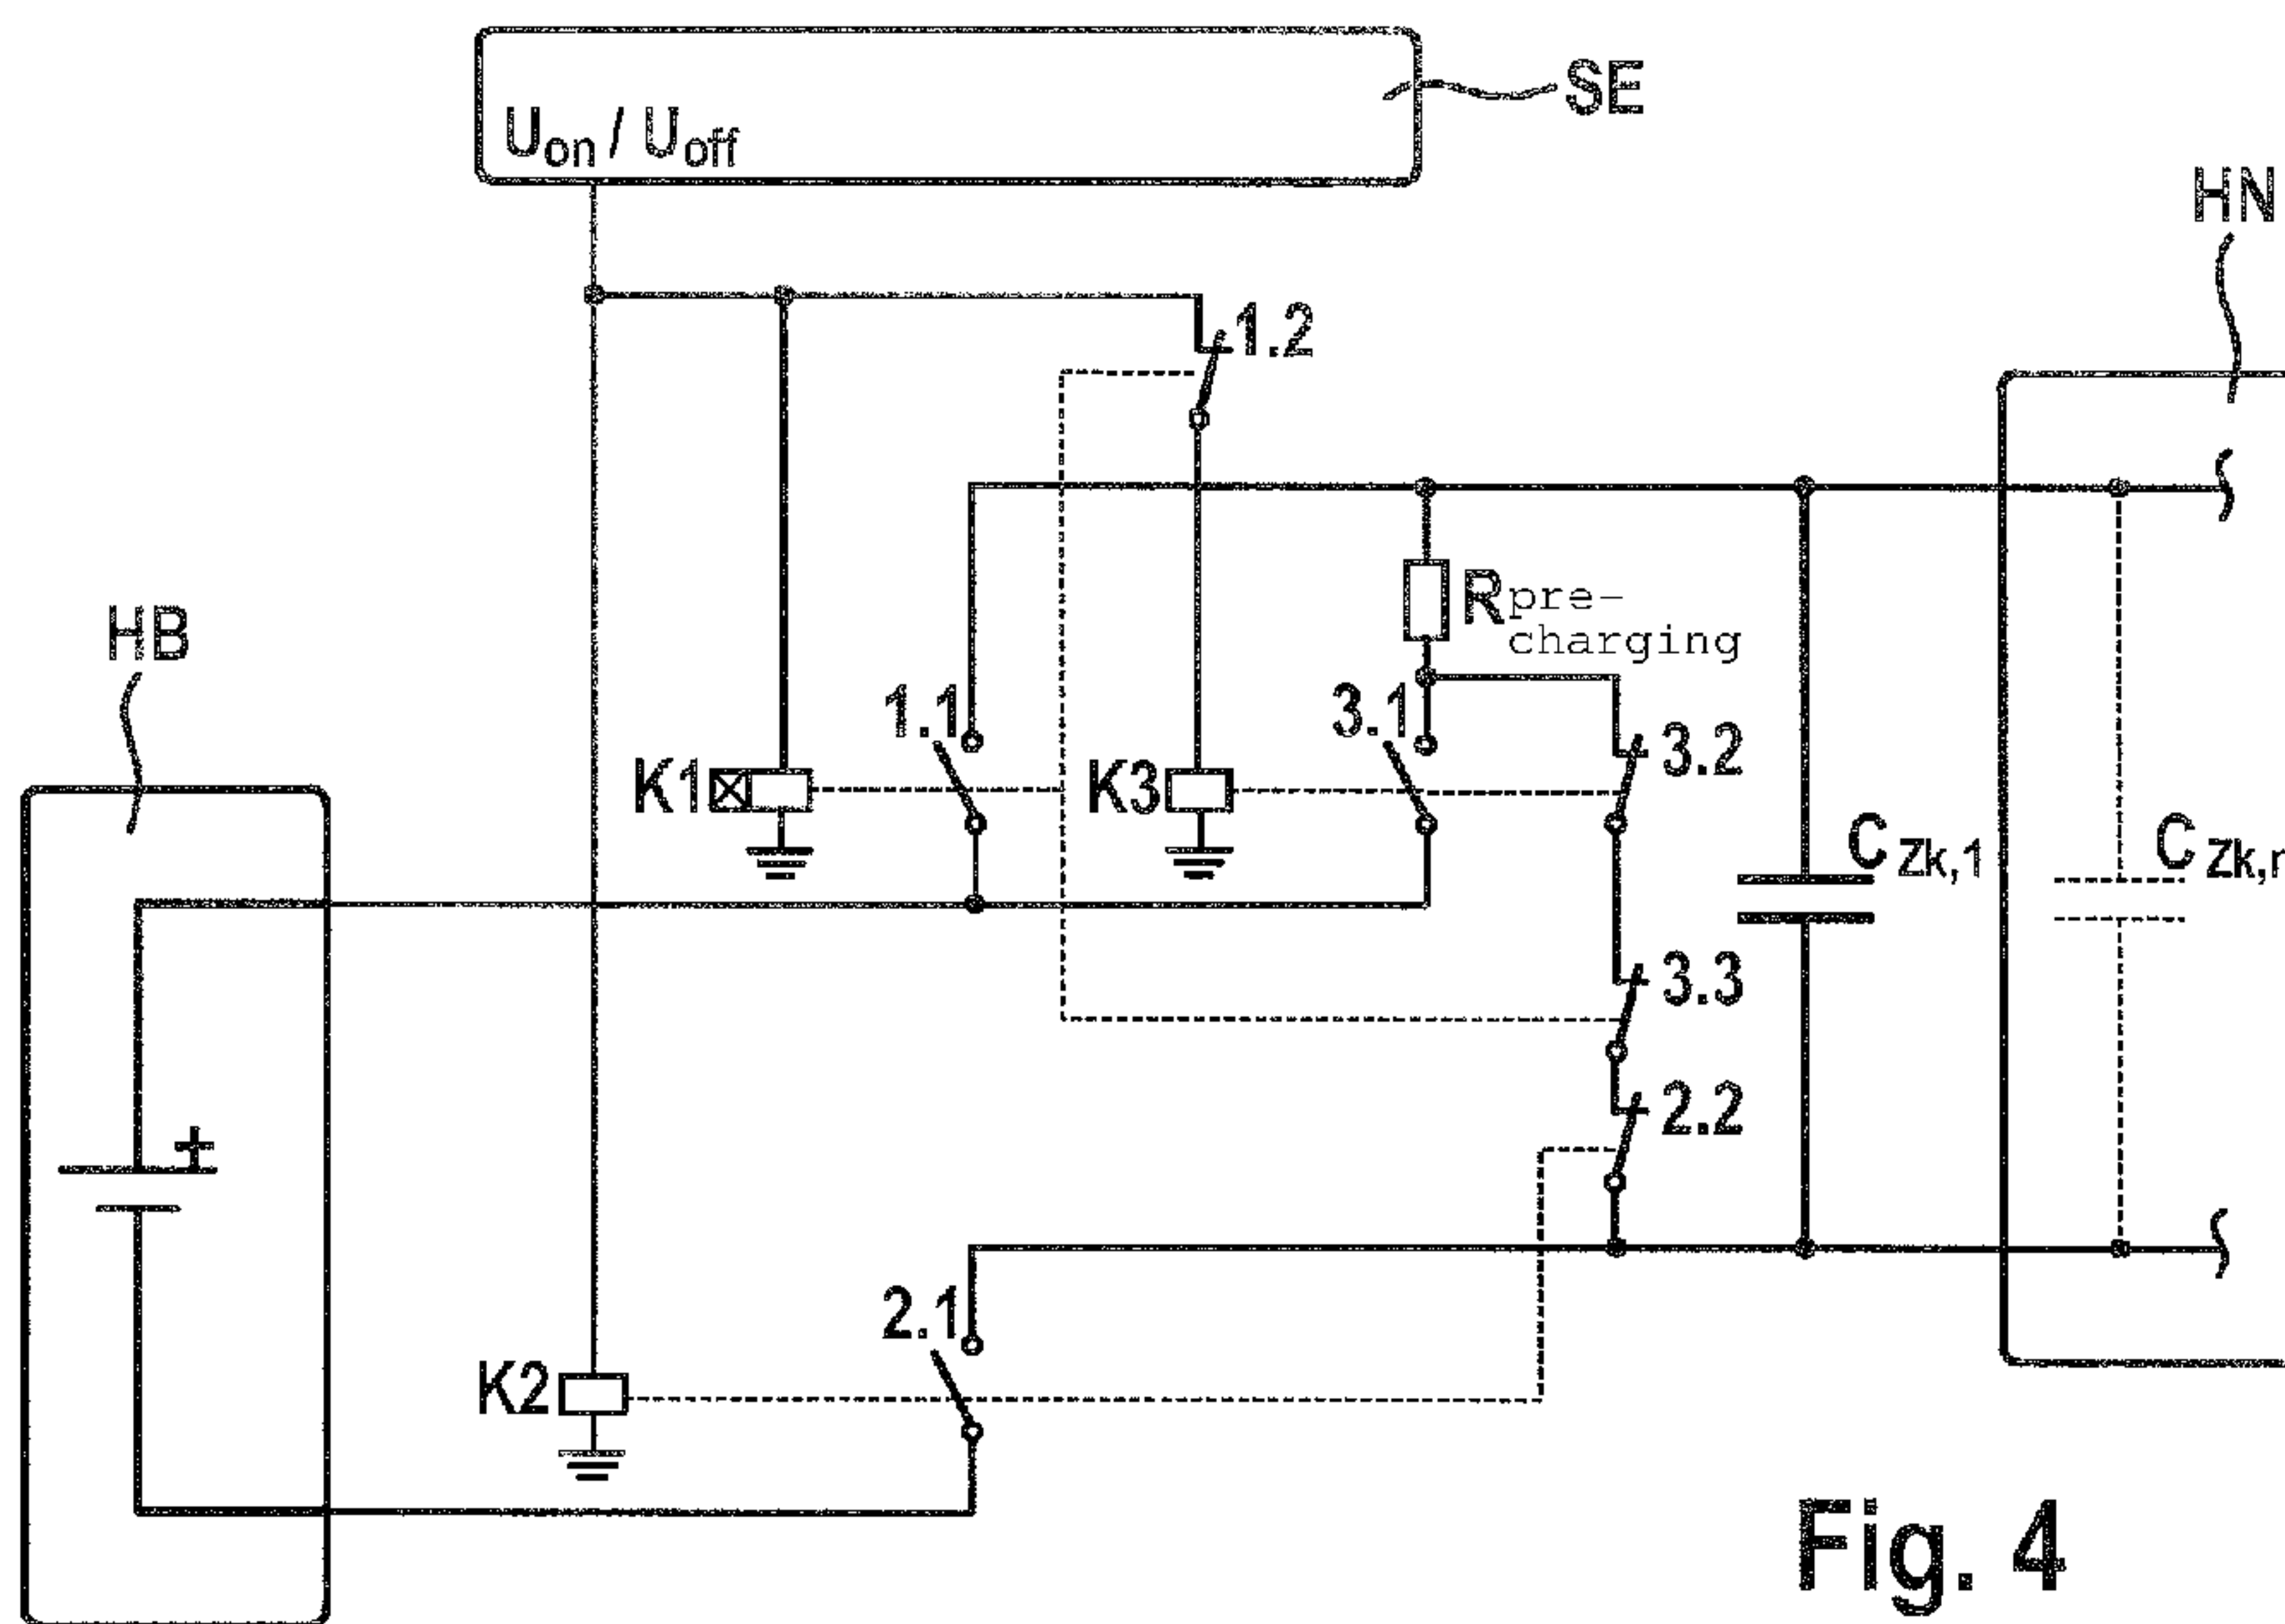 SE
Uon / Uoff
HN
1.2
HB
Rpre-
charging
1.1
3.1
3.2
K1
K3
CZk,1
CZk,n
3.3
2.2
2.1
+
K2
Fig. 4